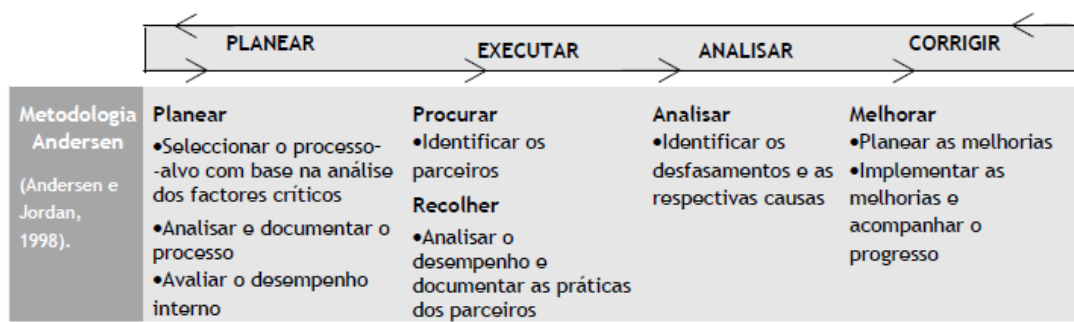 PLANEAR
EXECUTAR
ANALISAR
CORRIGIR
Metodologia
Andersen
(Andersen e
Jordan,
1998).
Planear
•Seleccionar o processo-
-alvo com base na análise
dos factores críticos
•Analisar e documentar o
processo
•Avaliar o desempenho
interno
Procurar
•Identificar os
parceiros
Recolher
•Analisar o
desempenho e
documentar as práticas
dos parceiros
Analisar
•Identificar os
desfasamentos e as
respectivas causas
Melhorar
•Planear as melhorias
•Implementar as
melhorias e
acompanhar o
progresso